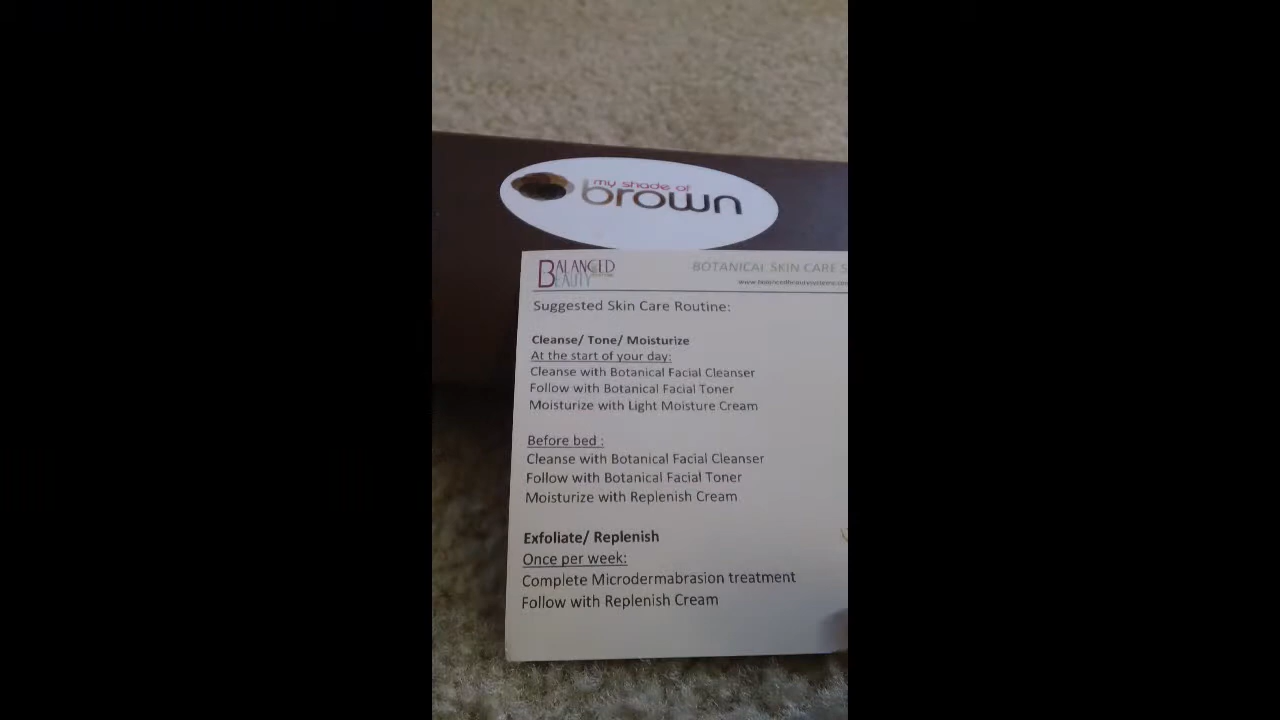 my shade of
brown
BALANCED
BEAUTY
BOTANICAL SKIN CARE S
Suggested Skin Care Routine:
Cleanse/ Tone/ Moisturize
At the start of your day:
Cleanse with Botanical Facial Cleanser
Follow with Botanical Facial Toner
Moisturize with Light Moisture Cream
Before bed :
Cleanse with Botanical Facial Cleanser
Follow with Botanical Facial Toner
Moisturize with Replenish Cream
Exfoliate/ Replenish
Once per week:
Complete Microdermabrasion treatment
Follow with Replenish Cream